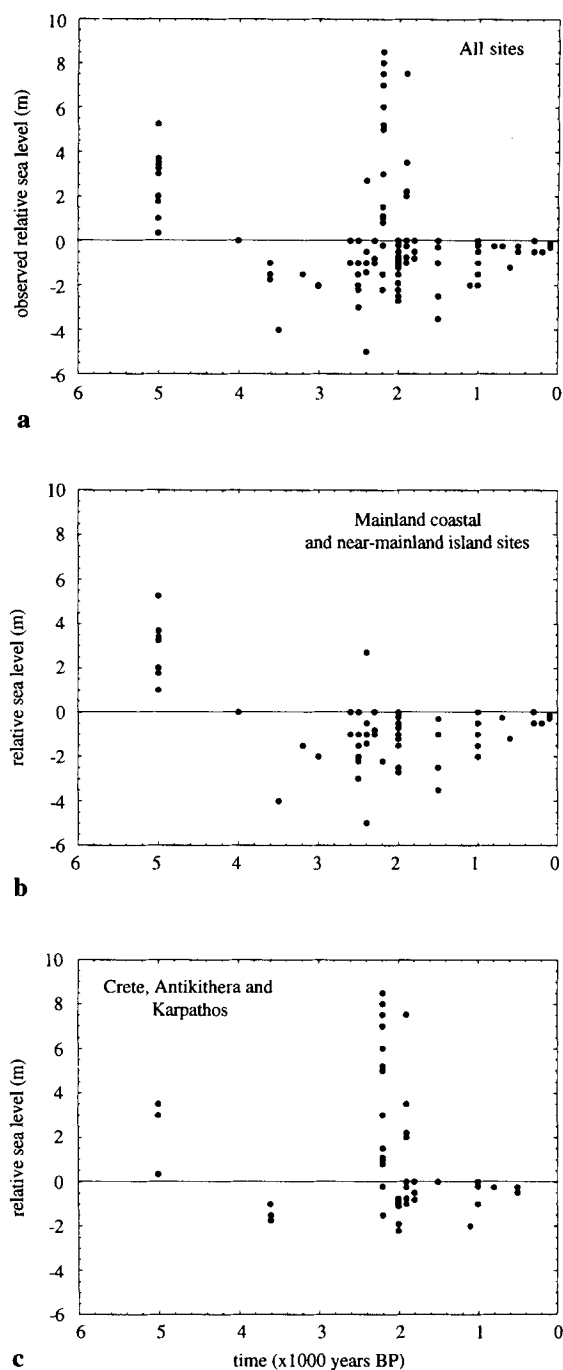 10
8
6
4
2
0
-2
-4
-6
observed relative sea level (m)
All sites
6 5 4 3 2 1 0
a
10
8
6
4
2
0
-2
-4
-6
relative sea level (m)
Mainland coastal
and near-mainland island sites
6 5 4 3 2 1 0
b
10
8
6
4
2
0
-2
-4
-6
relative sea level (m)
Crete, Antikithera and
Karpathos
6 5 4 3 2 1 0
c
time (x1000 years BP)